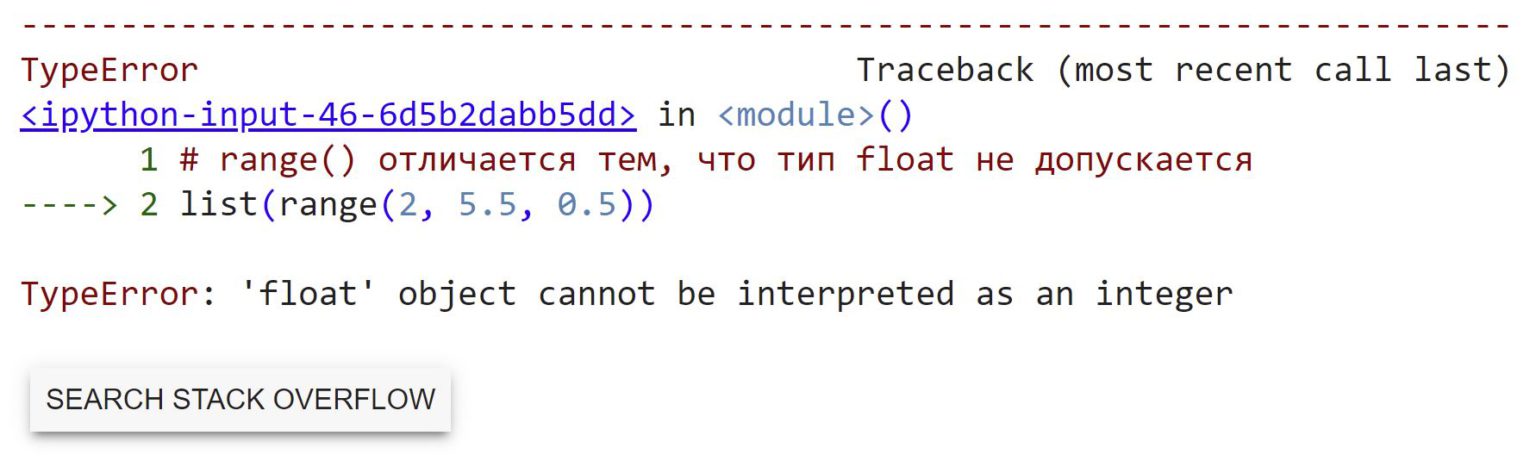 ---------------------------------------------------------------------------
TypeError                                 Traceback (most recent call last)
<ipython-input-46-6d5b2dabb5dd> in <module>()
      1 # range() отличается тем, что тип float не допускается
----> 2 list(range(2, 5.5, 0.5))
TypeError: 'float' object cannot be interpreted as an integer
SEARCH STACK OVERFLOW